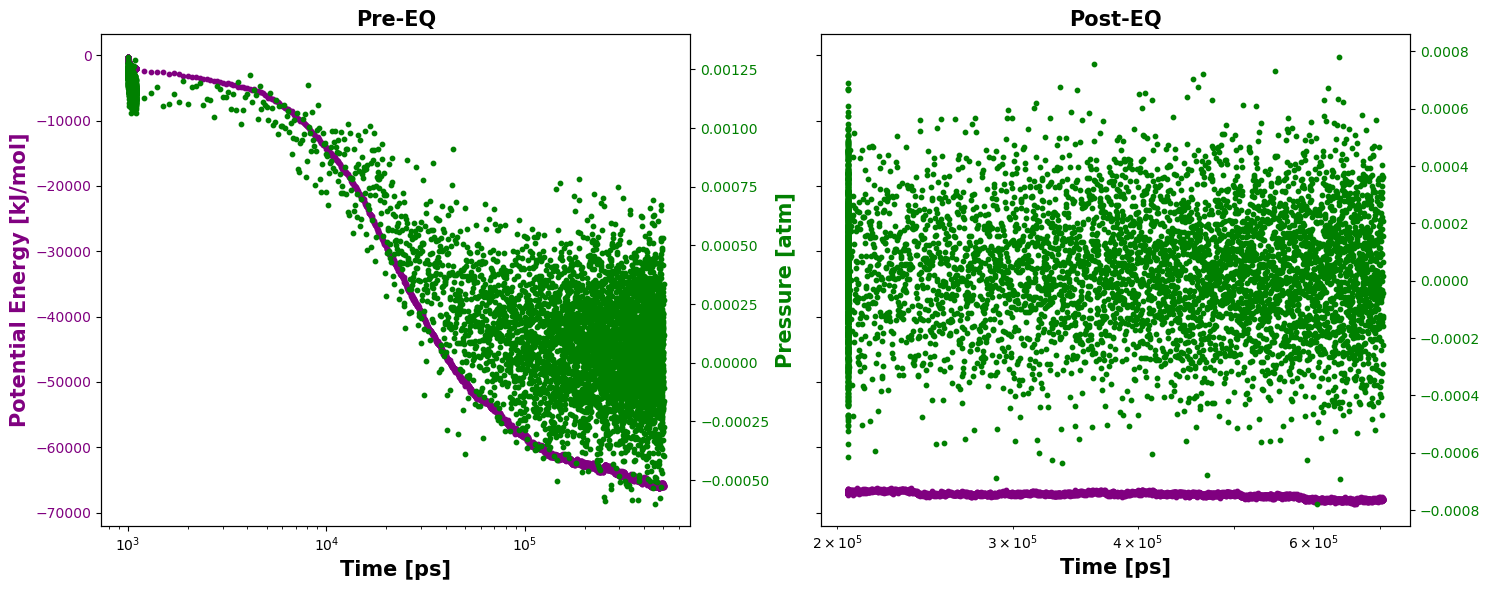 Pre-EQ
Potential Energy [kJ/mol]
0
−10000
−20000
−30000
−40000
−50000
−60000
−70000
10³
10⁴
10⁵
Time [ps]
0.00125
0.00100
0.00075
0.00050
0.00025
0.00000
−0.00025
−0.00050
Post-EQ
Pressure [atm]
2 × 10⁵
3 × 10⁵
4 × 10⁵
6 × 10⁵
Time [ps]
0.0008
0.0006
0.0004
0.0002
0.0000
−0.0002
−0.0004
−0.0006
−0.0008